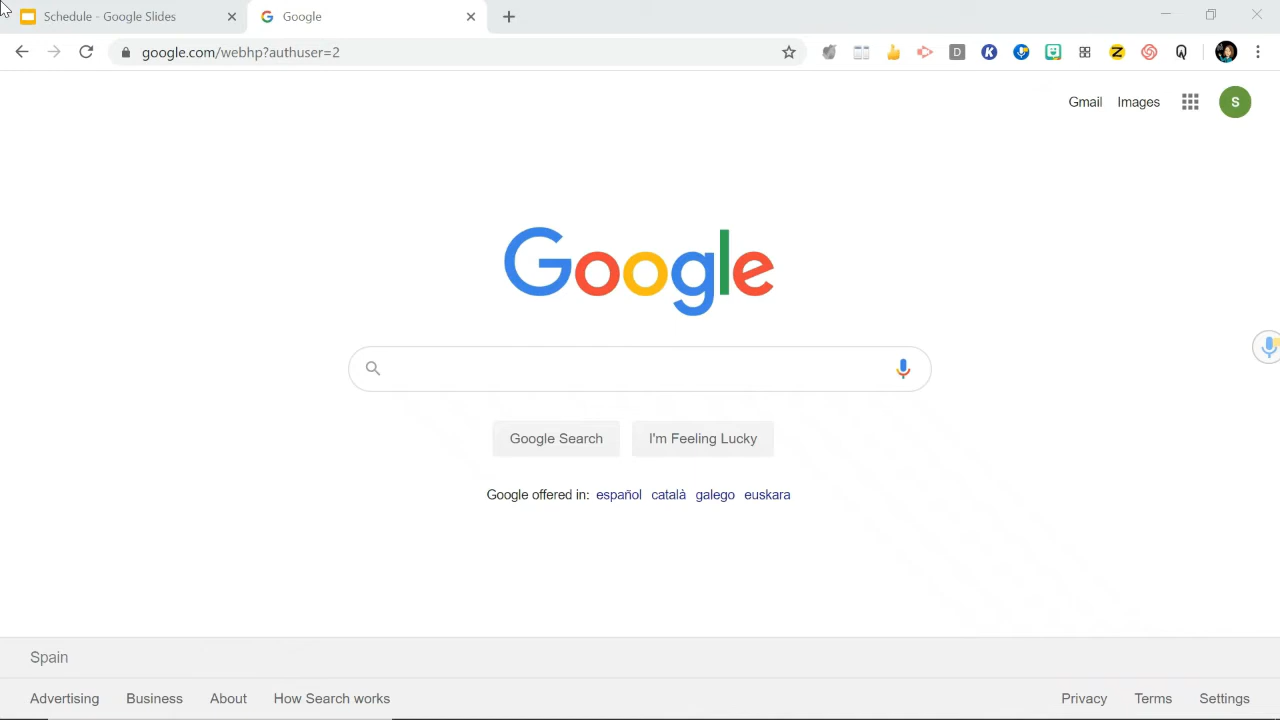 Schedule - Google Slides
Google
google.com/webhp?authuser=2
D
K
Z
Gmail Images
S
Google
Google Search I'm Feeling Lucky
Google offered in: español català galego euskara
Spain
Advertising Business About How Search works
Privacy Terms Settings